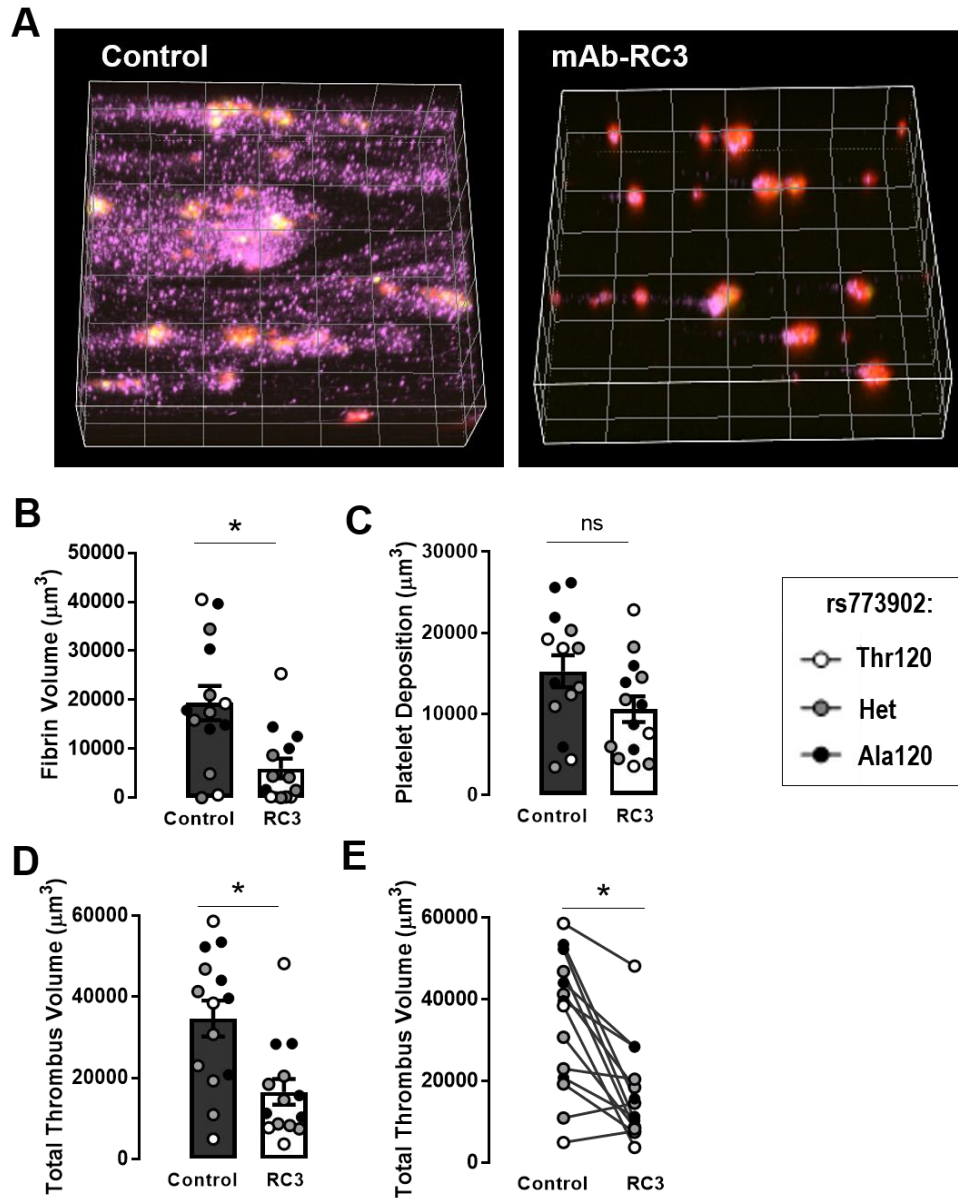 A
Control
mAb-RC3
B
*
Fibrin Volume (μm³)
50000
40000
30000
20000
10000
0
Control
RC3
C
ns
Platelet Deposition (μm³)
30000
20000
10000
0
Control
RC3
rs773902:
Thr120
Het
Ala120
D
*
Total Thrombus Volume (μm³)
60000
40000
20000
0
Control
RC3
E
*
Total Thrombus Volume (μm³)
60000
40000
20000
0
Control
RC3